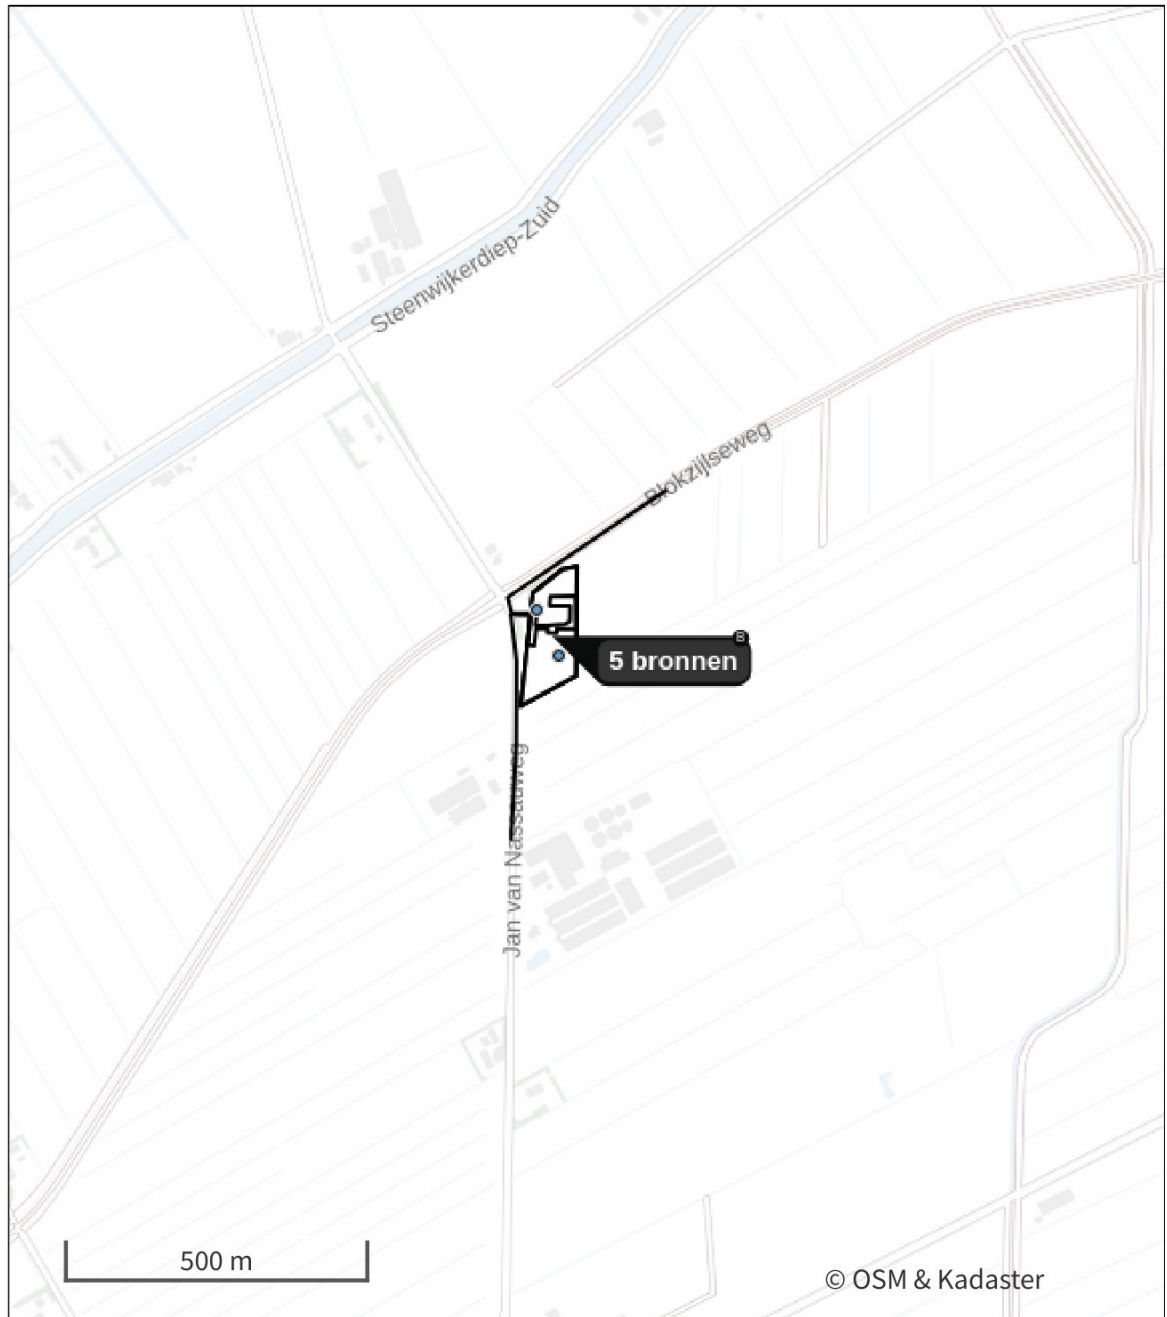 Steenwijkerdiep-Zuid
Blokzijlseweg
B
5 bronnen
Jan van Nassauweg
500 m
© OSM & Kadaster